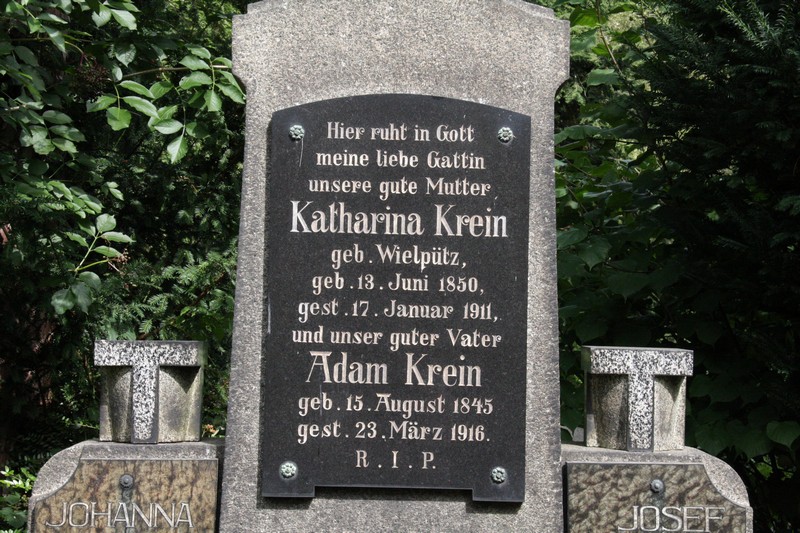 Hier ruht in Gott
meine liebe Gattin
unsere gute Mutter
Katharina Krein
geb. Wielpütz,
geb. 13. Juni 1850,
gest. 17. Januar 1911,
und unser guter Vater
Adam Krein
geb. 15. August 1845
gest. 23. März 1916.
R.I.P.
JOHANNA
JOSEF